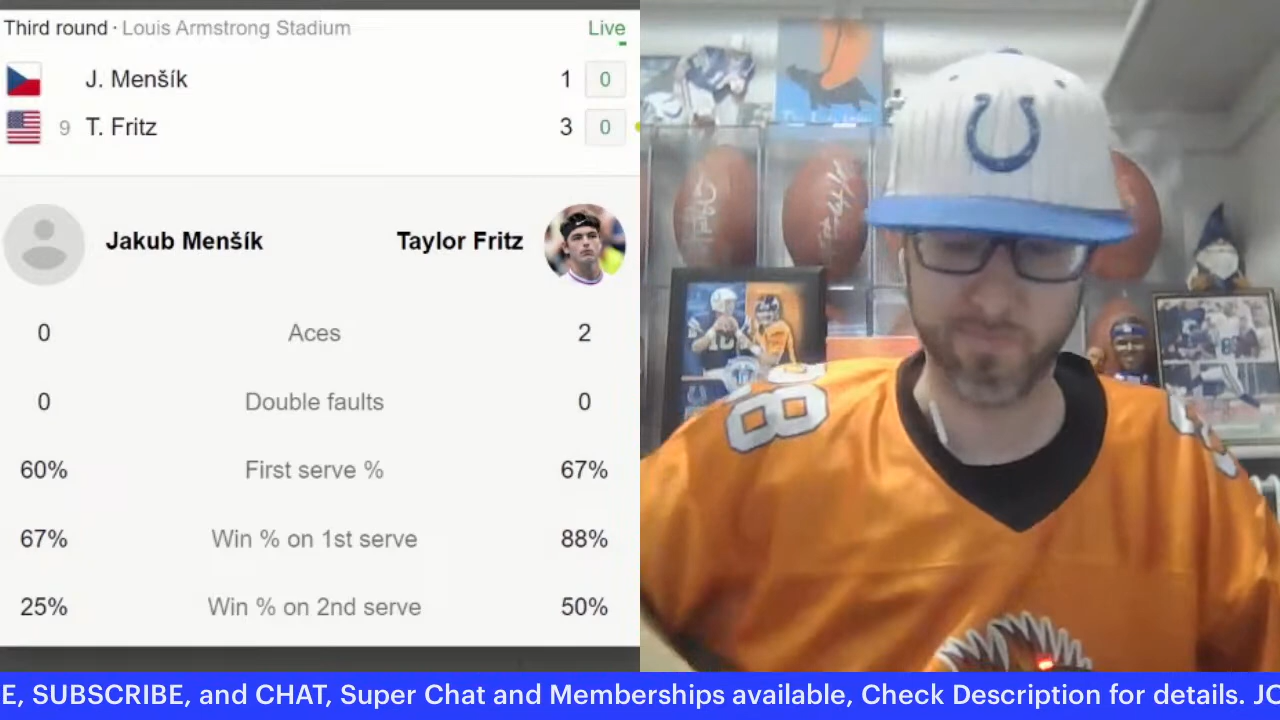 Third round · Louis Armstrong Stadium
Live
J. Menšík
1
0
9
T. Fritz
3
0
Jakub Menšík
Taylor Fritz
0
Aces
2
0
Double faults
0
60%
First serve %
67%
67%
Win % on 1st serve
88%
25%
Win % on 2nd serve
50%
E, SUBSCRIBE, and CHAT, Super Chat and Memberships available, Check Description for details. JO